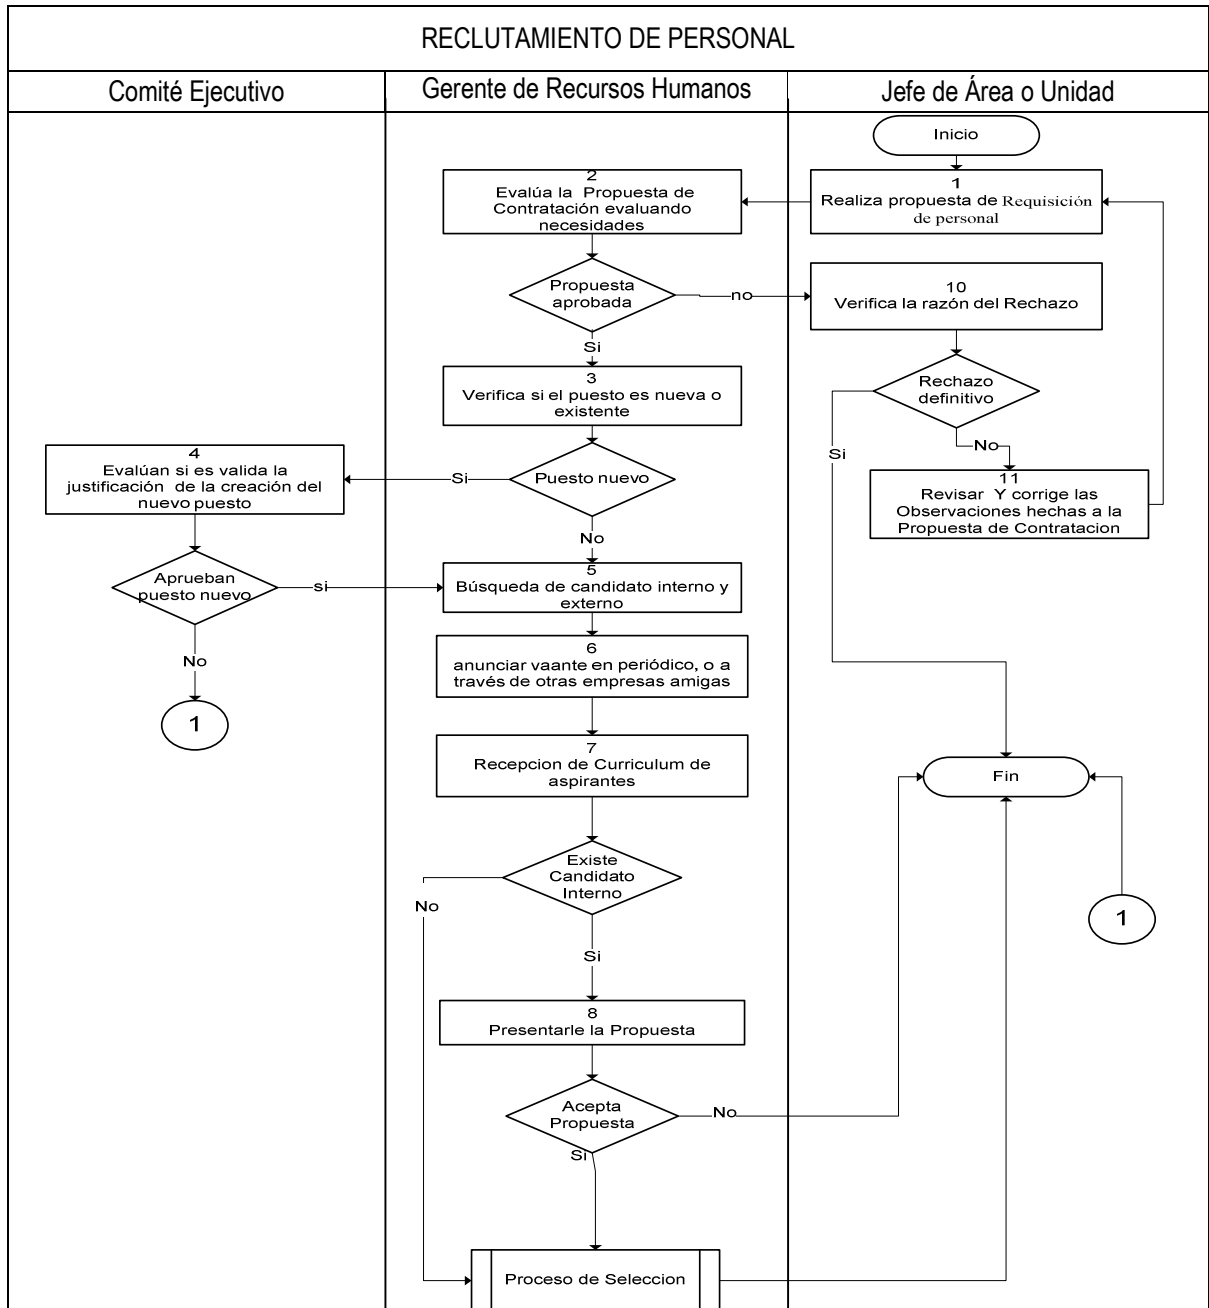 RECLUTAMIENTO DE PERSONAL
Comité Ejecutivo
Gerente de Recursos Humanos
Jefe de Área o Unidad
Inicio
1
Realiza propuesta de Requisición
de personal
2
Evalúa la Propuesta de
Contratación evaluando
necesidades
Propuesta
aprobada
no
10
Verifica la razón del Rechazo
Si
3
Verifica si el puesto es nueva o
existente
Rechazo
definitivo
Si
No
4
Evalúan si es valida la
justificación de la creación del
nuevo puesto
Si
Puesto nuevo
11
Revisar Y corrige las
Observaciones hechas a la
Propuesta de Contratacion
No
Aprueban
puesto nuevo
si
5
Búsqueda de candidato interno y
externo
No
6
anunciar vaante en periódico, o a
través de otras empresas amigas
1
7
Recepcion de Curriculum de
aspirantes
Fin
Existe
Candidato
Interno
No
1
Si
8
Presentarle la Propuesta
Acepta
Propuesta
No
Si
Proceso de Seleccion